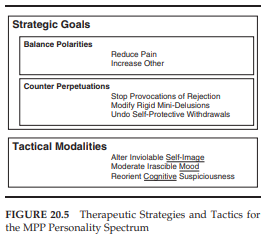 Strategic Goals
Balance Polarities
Reduce Pain
Increase Other
Counter Perpetuations
Stop Provocations of Rejection
Modify Rigid Mini-Delusions
Undo Self-Protective Withdrawals
Tactical Modalities
Alter Inviolable Self-Image
Moderate Irascible Mood
Reorient Cognitive Suspiciousness
FIGURE 20.5 Therapeutic Strategies and Tactics for
the MPP Personality Spectrum